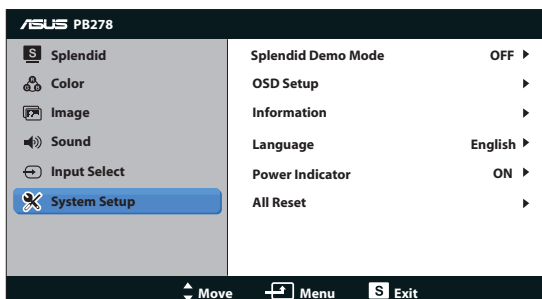 ASUS PB278
S Splendid
Color
Image
Sound
Input Select
System Setup
Splendid Demo Mode OFF
OSD Setup
Information
Language English
Power Indicator ON
All Reset
Move Menu S Exit